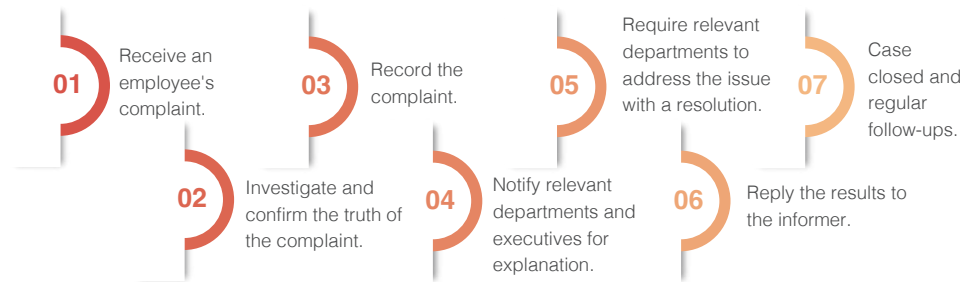 01
Receive an
employee's
complaint.
02
Investigate and
confirm the truth of
the complaint.
03
Record the
complaint.
04
Notify relevant
departments and
executives for
explanation.
05
Require relevant
departments to
address the issue
with a resolution.
06
Reply the results to
the informer.
07
Case
closed and
regular
follow-ups.